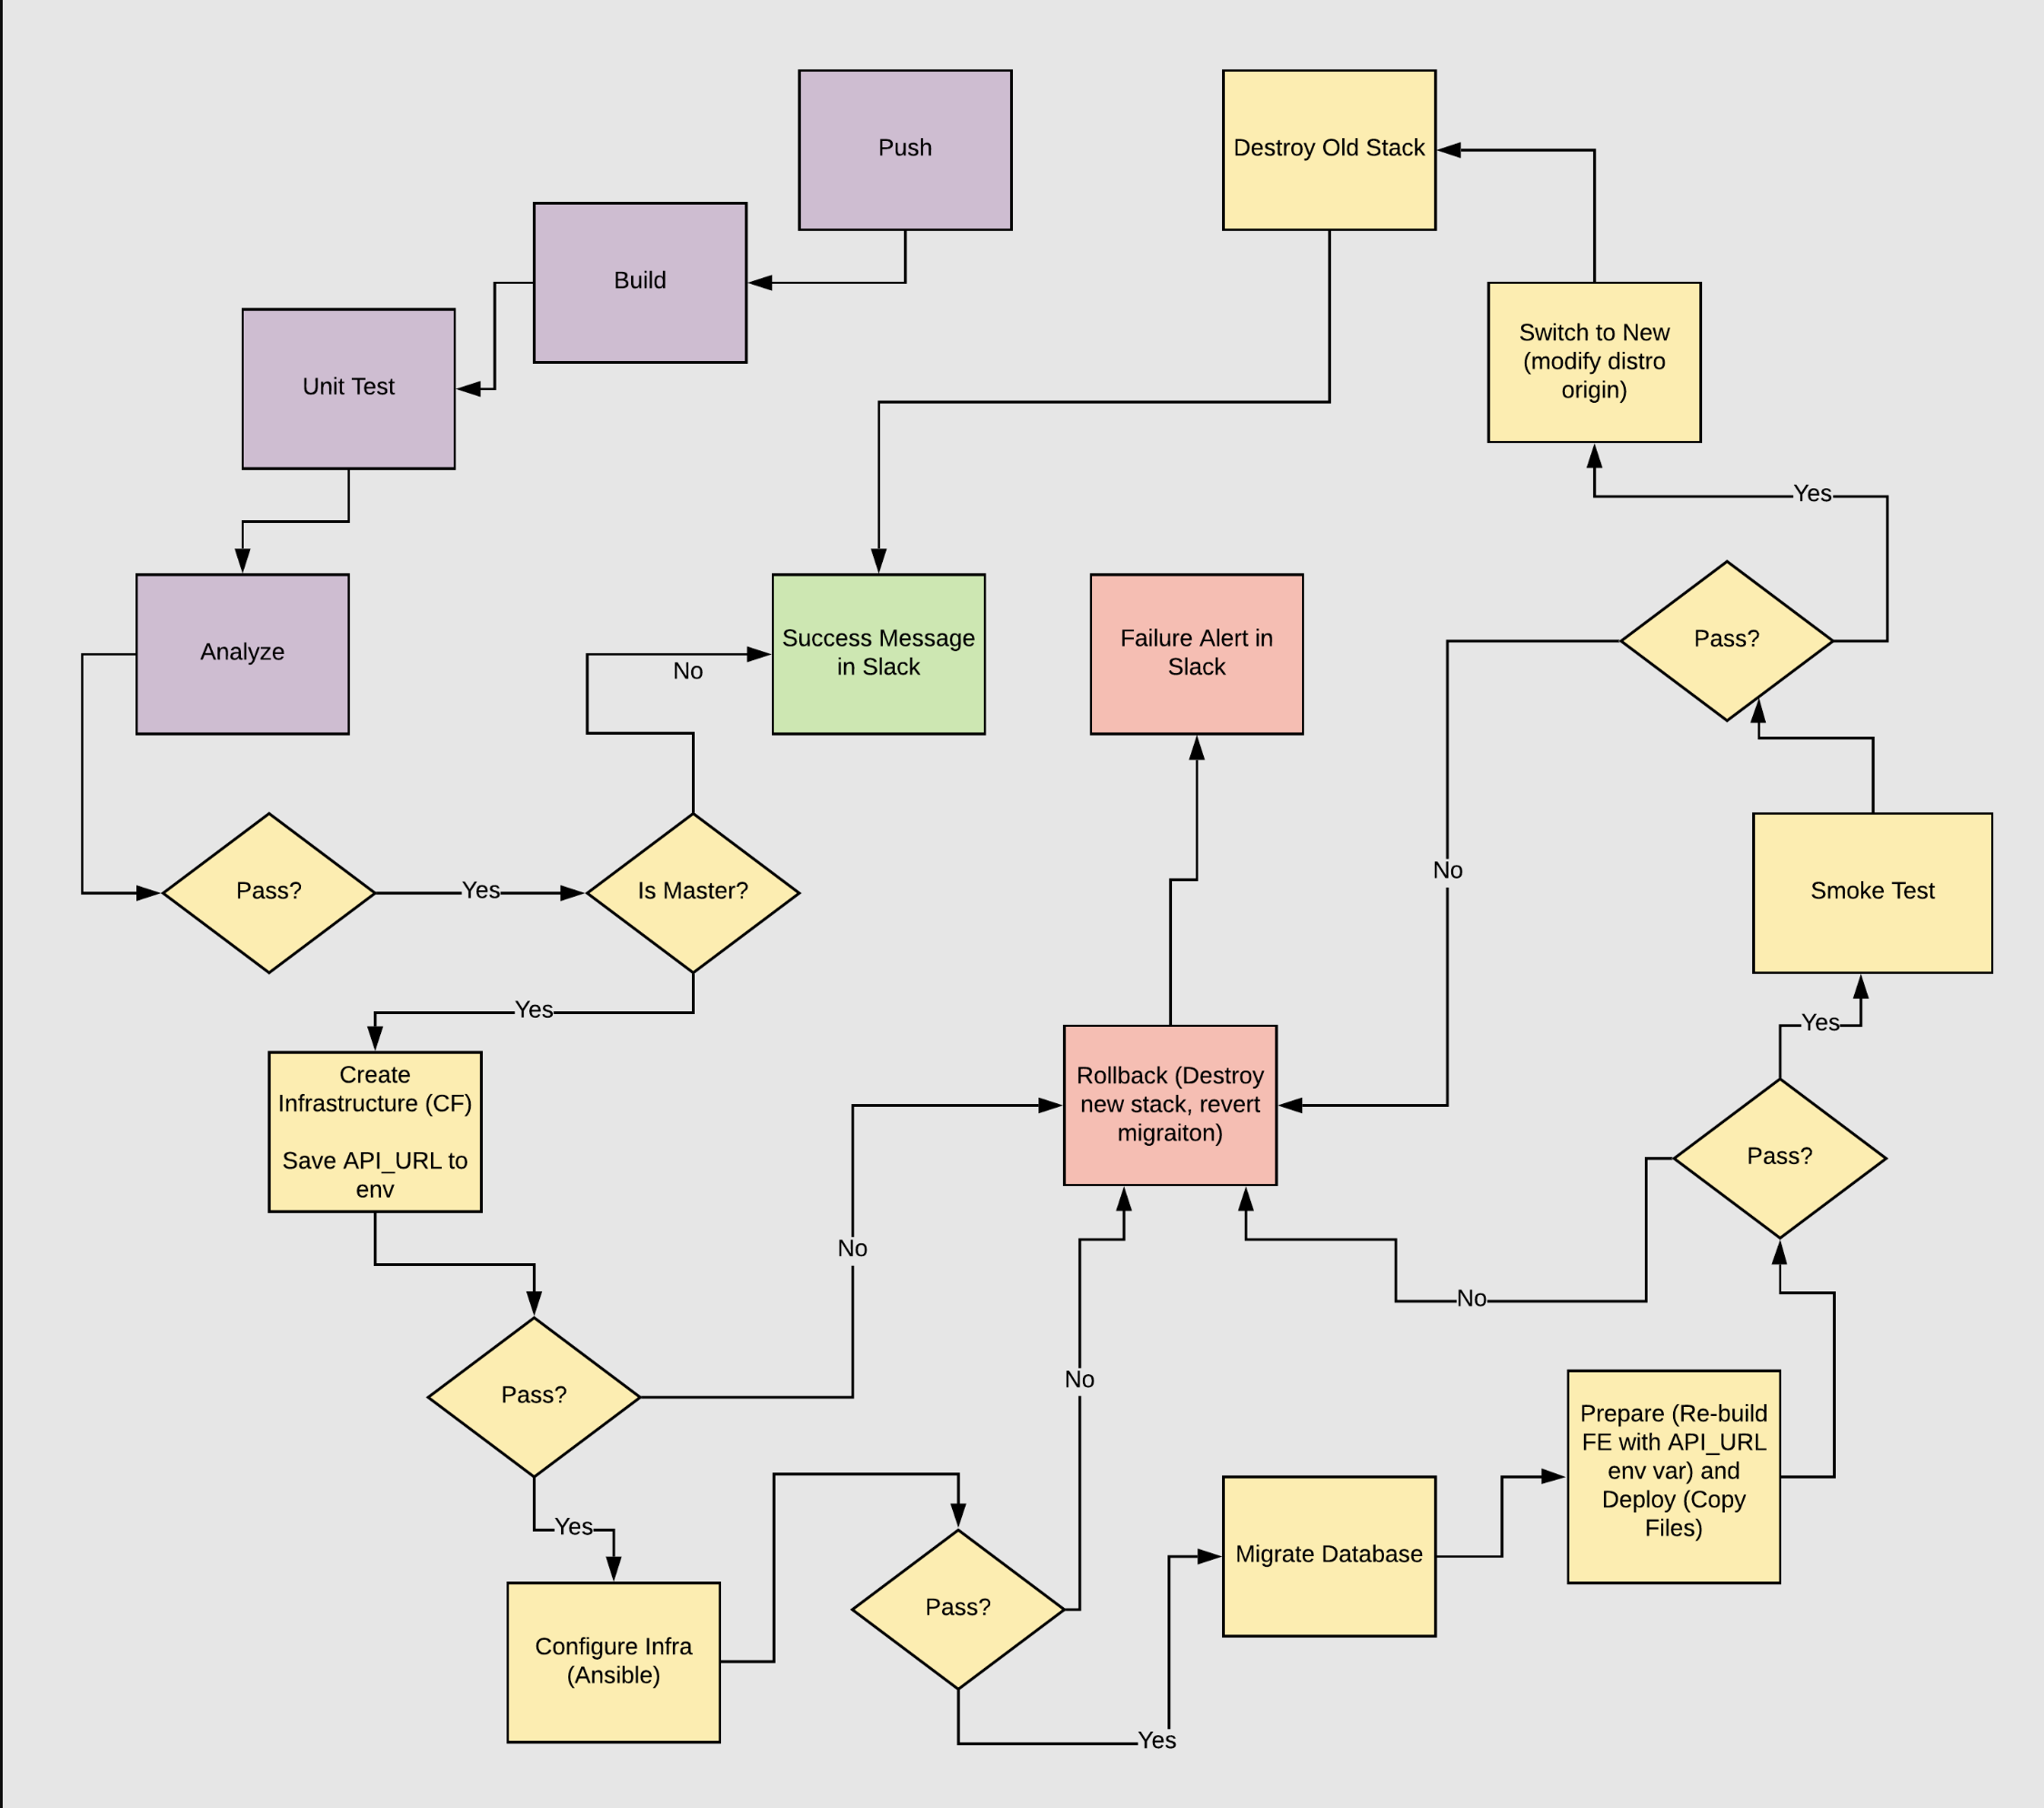 Push
Destroy Old Stack
Build
Switch to New
(modify distro
origin)
Unit Test
Yes
Analyze
Success Message
in Slack
Failure Alert in
Slack
Pass?
No
Pass?
Yes
Is Master?
No
Smoke Test
Yes
Yes
Create
Infrastructure (CF)
Save API_URL to
env
Rollback (Destroy
new stack, revert
migraiton)
Pass?
No
No
Pass?
No
Prepare (Re-build
FE with API_URL
env var) and
Deploy (Copy
Files)
Yes
Migrate Database
Pass?
Configure Infra
(Ansible)
Yes